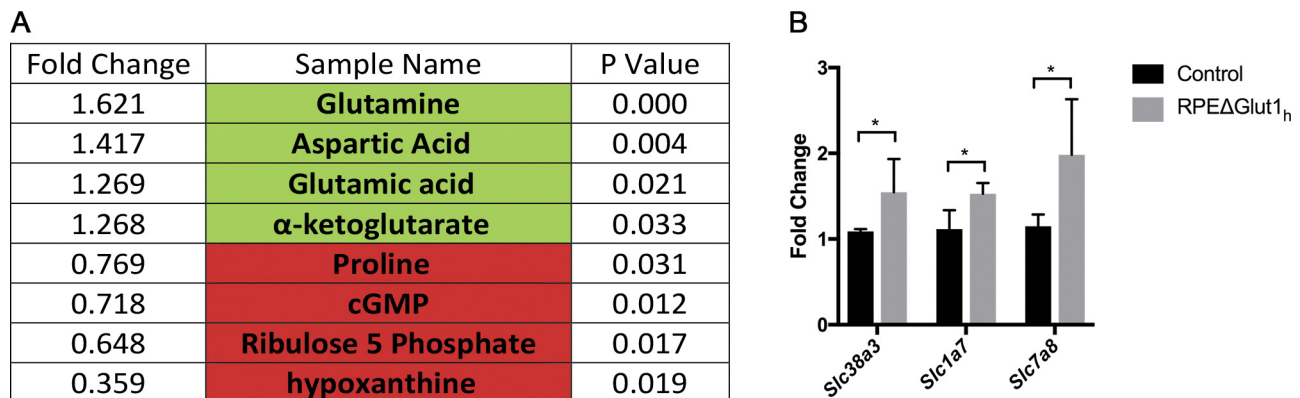 A
Fold Change Sample Name P Value
1.621 Glutamine 0.000
1.417 Aspartic Acid 0.004
1.269 Glutamic acid 0.021
1.268 α-ketoglutarate 0.033
0.769 Proline 0.031
0.718 cGMP 0.012
0.648 Ribulose 5 Phosphate 0.017
0.359 hypoxanthine 0.019
B
Fold Change
3
2
1
0
* * *
Slc38a3 Slc1a7 Slc7a8
Control
RPEΔGlut1h